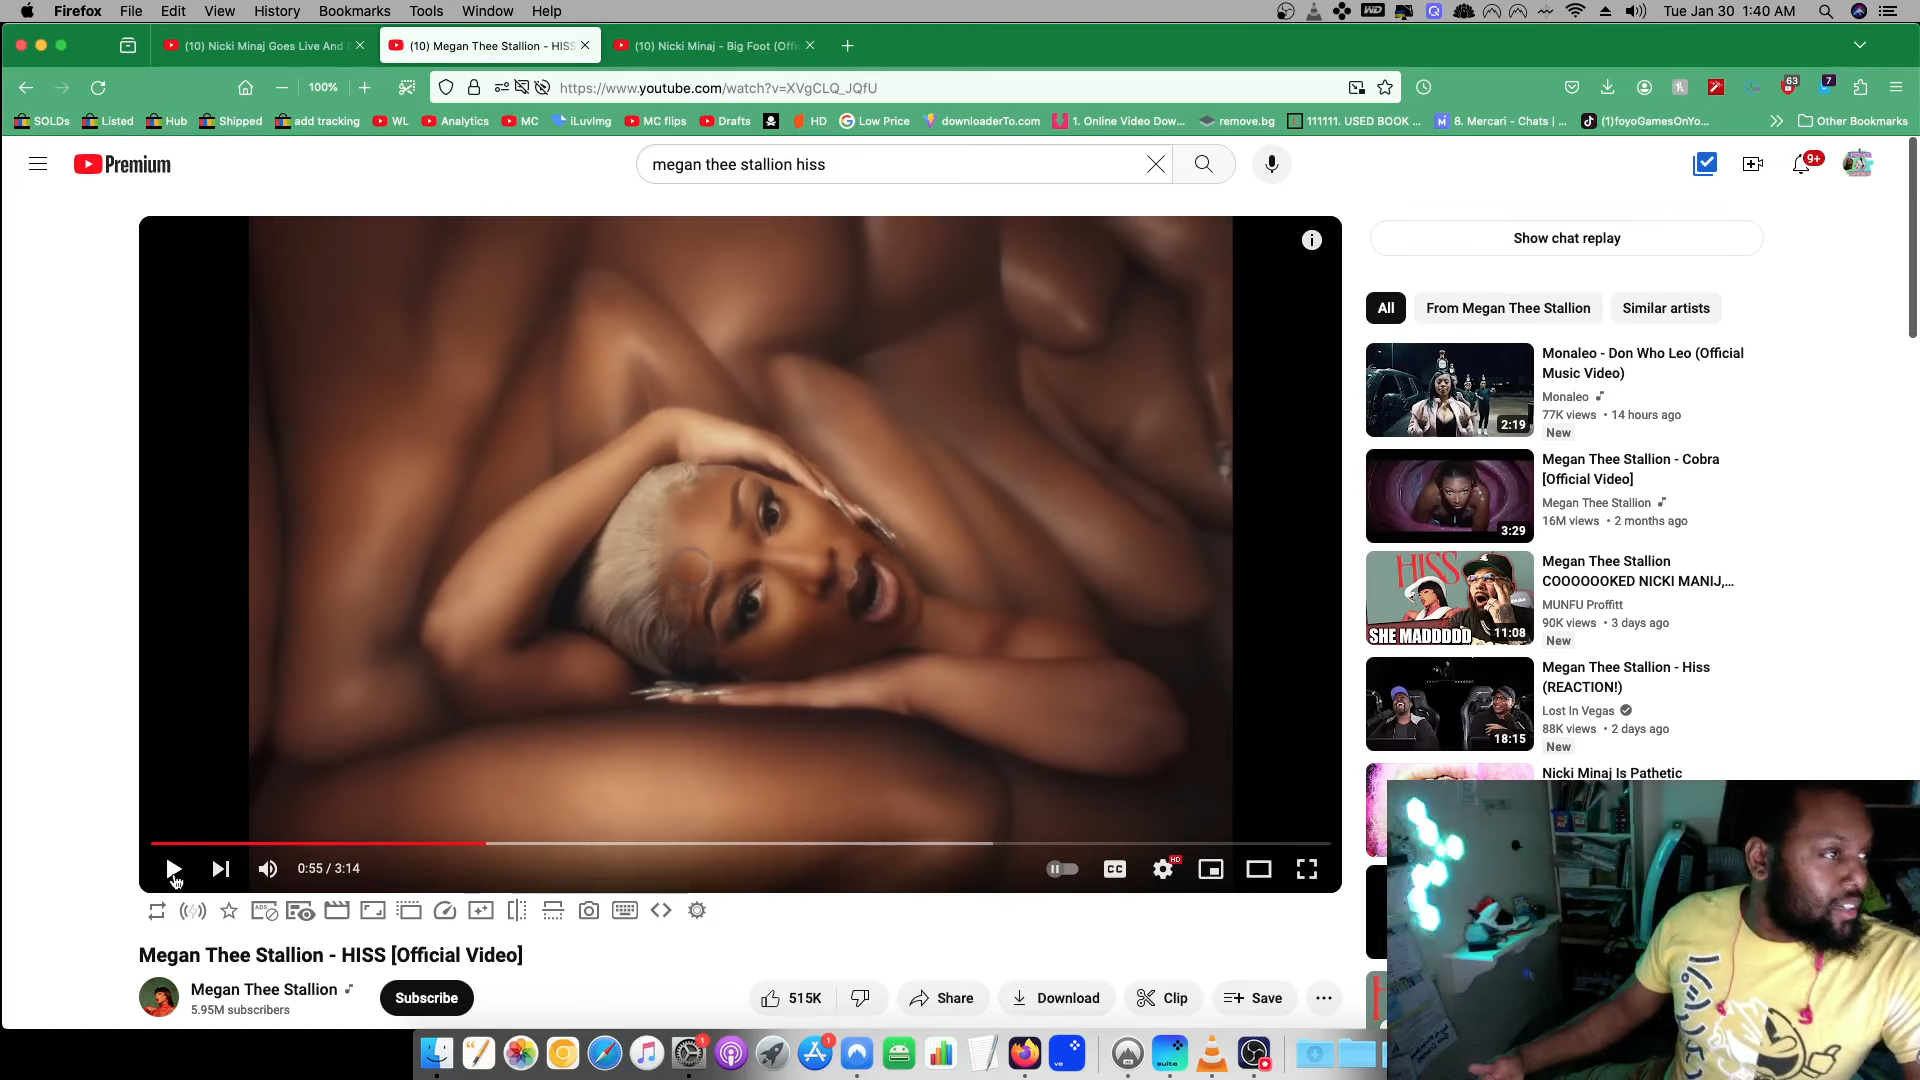 Firefox File Edit View History Bookmarks Tools Window Help
WD
Tue Jan 30 1:40 AM
(10) Nicki Minaj Goes Live And
(10) Megan Thee Stallion - HISS
(10) Nicki Minaj - Big Foot (Offi
100%
https://www.youtube.com/watch?v=XVgCLQ_JQfU
63
7
SOLDs Listed Hub Shipped add tracking WL Analytics MC iLuvImg MC flips Drafts HD Low Price downloaderTo.com 1. Online Video Dow... remove.bg 111111. USED BOOK ... 8. Mercari - Chats | ... (1)foyoGamesOnYo... Other Bookmarks
Premium
megan thee stallion hiss
9+
Show chat replay
All From Megan Thee Stallion Similar artists
Monaleo - Don Who Leo (Official
Music Video)
Monaleo
77K views • 14 hours ago
New
2:19
Megan Thee Stallion - Cobra
[Official Video]
Megan Thee Stallion
16M views • 2 months ago
3:29
Megan Thee Stallion
COOOOOOKED NICKI MANIJ,...
MUNFU Proffitt
90K views • 3 days ago
New
HISS
SHE MADDDDD
11:08
Megan Thee Stallion - Hiss
(REACTION!)
Lost In Vegas
88K views • 2 days ago
New
18:15
Nicki Minaj Is Pathetic
0:55 / 3:14
CC
HD
ADS
Megan Thee Stallion - HISS [Official Video]
Megan Thee Stallion
5.95M subscribers
Subscribe
515K
Share
Download
Clip
Save
1
1
suite